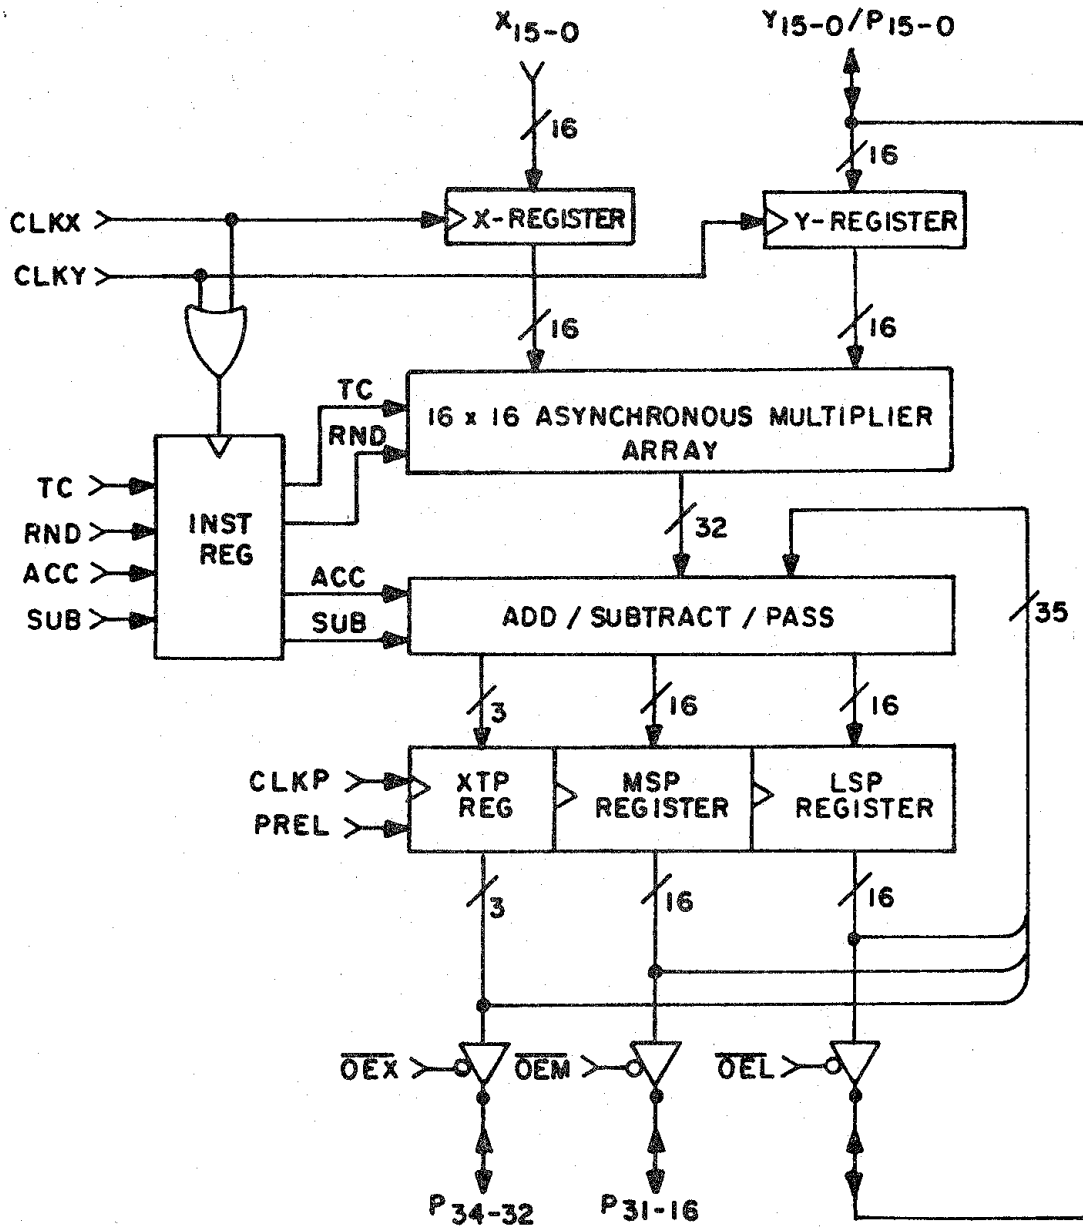 X15-0
Y15-0/P15-0
16
16
CLKX
X-REGISTER
Y-REGISTER
CLKY
16
16
TC
16 x 16 ASYNCHRONOUS MULTIPLIER
ARRAY
RND
TC
RND
ACC
SUB
INST
REG
32
ACC
SUB
ADD / SUBTRACT / PASS
35
3
16
16
CLKP
PREL
XTP
REG
MSP
REGISTER
LSP
REGISTER
3
16
16
OEX
OEM
OEL
P34-32
P31-16